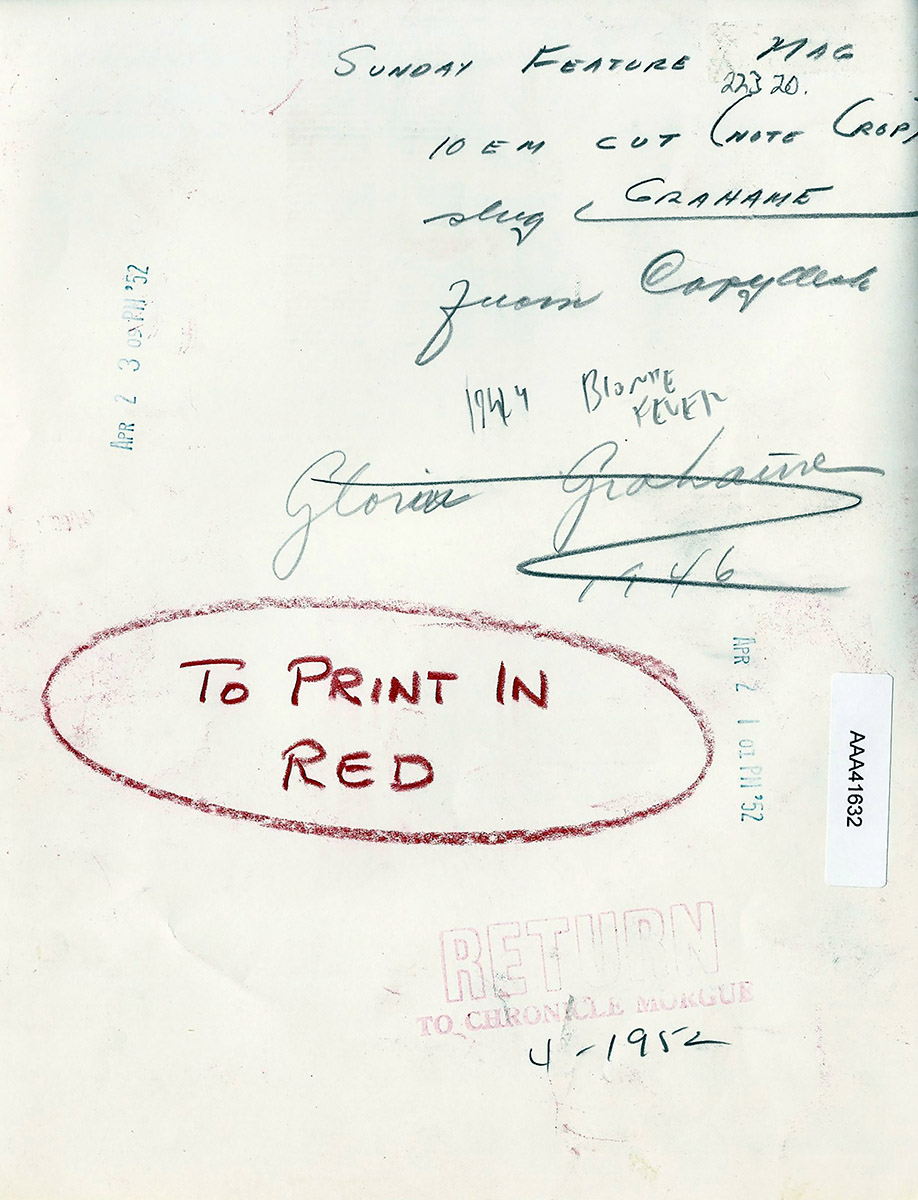 SUNDAY FEATURE MAG
223 20.
10 EM CUT (NOTE CROP)
slug GRAHAME
from Copydesk
1944 BLONDE
FEVER
Gloria Grahame
1946
APR 2 3 09 PM '52
TO PRINT IN
RED
APR 2 1 01 PM '52
AAA41632
RETURN
TO CHRONICLE MORGUE
4-1952